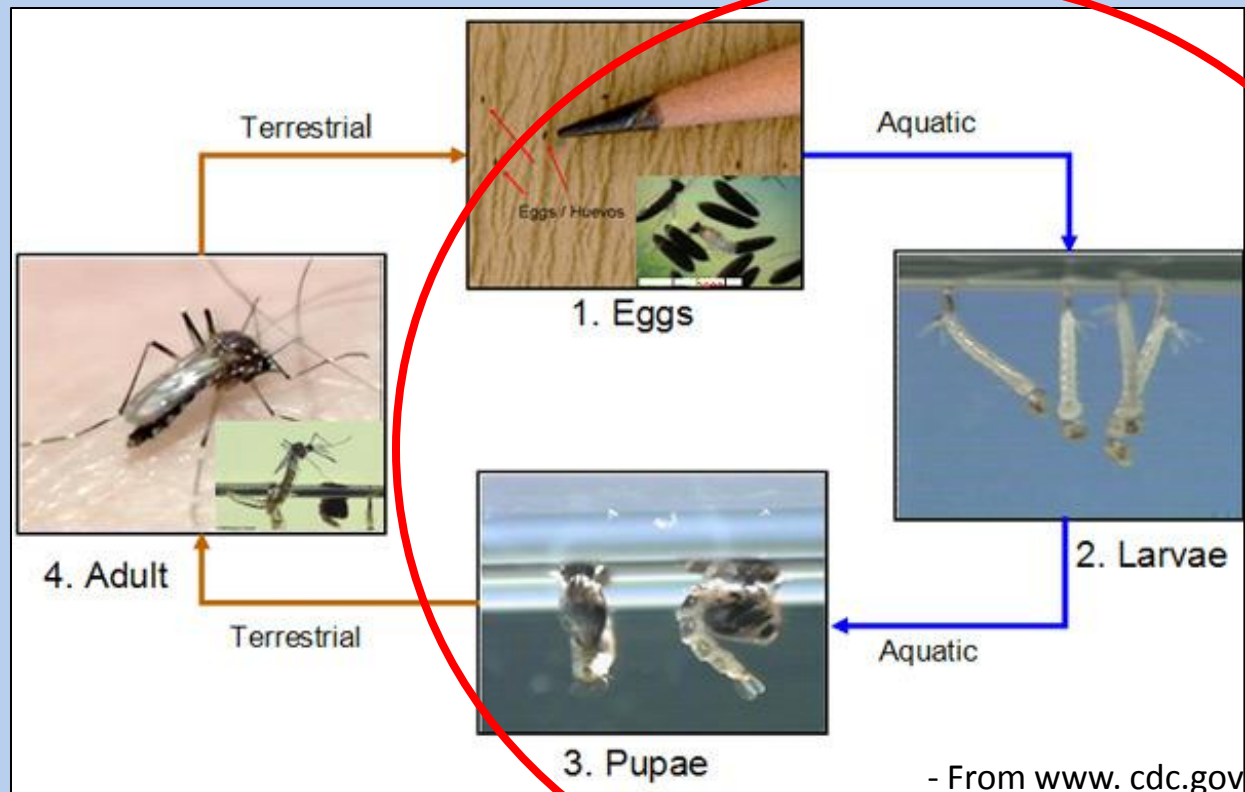 Terrestrial
Aquatic
Eggs / Huevos
1. Eggs
2. Larvae
4. Adult
Terrestrial
Aquatic
3. Pupae
- From www. cdc.gov